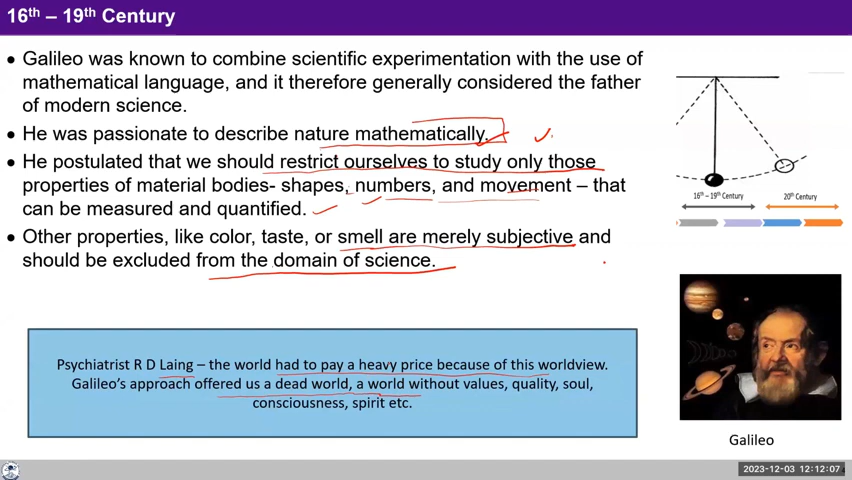 16th – 19th Century
• Galileo was known to combine scientific experimentation with the use of
mathematical language, and it therefore generally considered the father
of modern science.
• He was passionate to describe nature mathematically.
• He postulated that we should restrict ourselves to study only those
properties of material bodies- shapes, numbers, and movement – that
can be measured and quantified.
• Other properties, like color, taste, or smell are merely subjective and
should be excluded from the domain of science.
16th – 19th Century
20th Century
Psychiatrist R D Laing – the world had to pay a heavy price because of this worldview.
Galileo's approach offered us a dead world, a world without values, quality, soul,
consciousness, spirit etc.
Galileo
2023-12-03 12:12:07